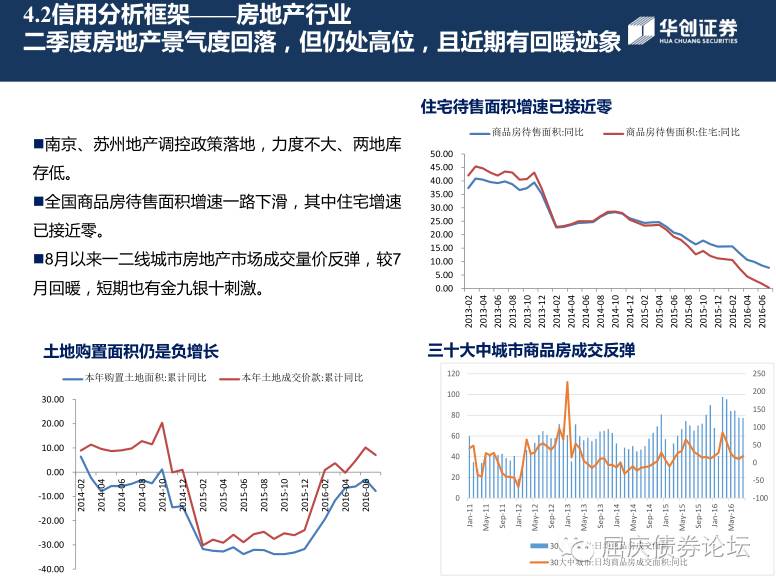 4.2信用分析框架——房地产行业
二季度房地产景气度回落，但仍处高位，且近期有回暖迹象
华创证券
HUA CHUANG SECURITIES
■南京、苏州地产调控政策落地，力度不大、两地库
存低。
■全国商品房待售面积增速一路下滑，其中住宅增速
已接近零。
■8月以来一二线城市房地产市场成交量价反弹，较7
月回暖，短期也有金九银十刺激。
住宅待售面积增速已接近零
商品房待售面积:同比 商品房待售面积:住宅:同比
50.00
45.00
40.00
35.00
30.00
25.00
20.00
15.00
10.00
5.00
0.00
2013-02 2013-04 2013-06 2013-08 2013-10 2013-12 2014-02 2014-04 2014-06 2014-08 2014-10 2014-12 2015-02 2015-04 2015-06 2015-08 2015-10 2015-12 2016-02 2016-04 2016-06
土地购置面积仍是负增长
本年购置土地面积:累计同比 本年土地成交价款:累计同比
30.00
20.00
10.00
0.00
-10.00
-20.00
-30.00
-40.00
2014-02 2014-04 2014-06 2014-08 2014-10 2014-12 2015-02 2015-04 2015-06 2015-08 2015-10 2015-12 2016-02 2016-04
三十大中城市商品房成交反弹
120 250
100 200
80 150
60 100
40 50
20 0
0 -50
-100
Jan-11 May-11 Sep-11 Jan-12 May-12 Sep-12 Jan-13 May-13 Sep-13 Jan-14 May-14 Sep-14 Jan-15 May-15 Sep-15 Jan-16 May-16
30大中城市:日均商品房成交面积:同比
屈庆债券论坛